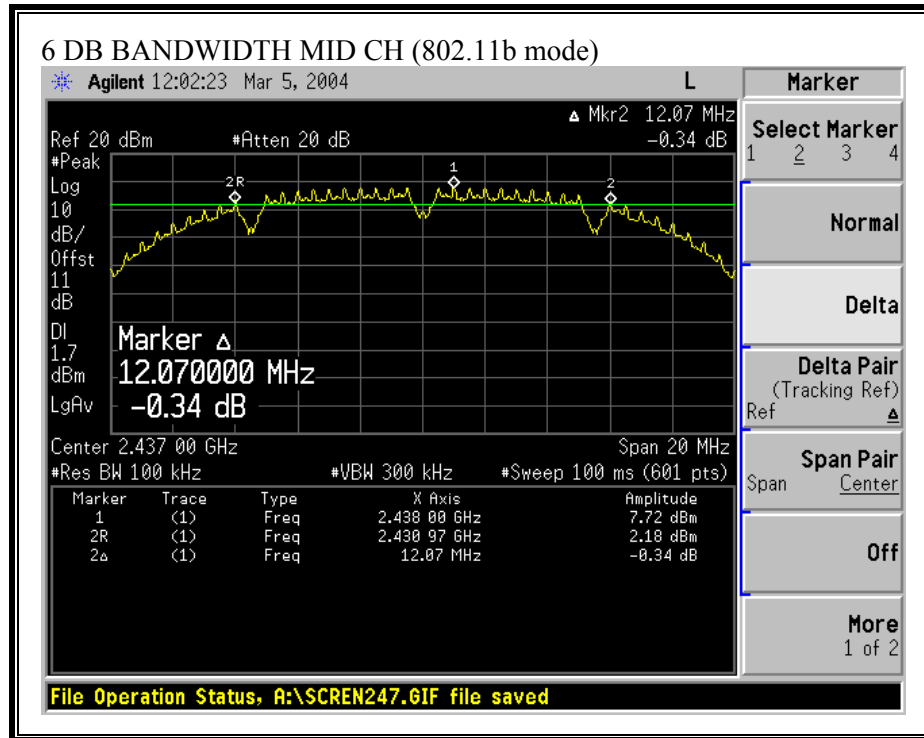 6 DB BANDWIDTH MID CH (802.11b mode)
Agilent 12:02:23 Mar 5, 2004 L
Δ Mkr2 12.07 MHz
Ref 20 dBm #Atten 20 dB -0.34 dB
#Peak
Log
10
dB/
Offst
11
dB
DI
1.7
dBm
LgAv
2R
1
2
Marker Δ
12.070000 MHz
-0.34 dB
Center 2.437 00 GHz Span 20 MHz
#Res BW 100 kHz #VBW 300 kHz #Sweep 100 ms (601 pts)
Marker Trace Type X Axis Amplitude
1 (1) Freq 2.438 00 GHz 7.72 dBm
2R (1) Freq 2.430 97 GHz 2.18 dBm
2Δ (1) Freq 12.07 MHz -0.34 dB
File Operation Status, A:\SCREN247.GIF file saved
Marker
Select Marker
1 2 3 4
Normal
Delta
Delta Pair
(Tracking Ref)
Ref Δ
Span Pair
Span Center
Off
More
1 of 2